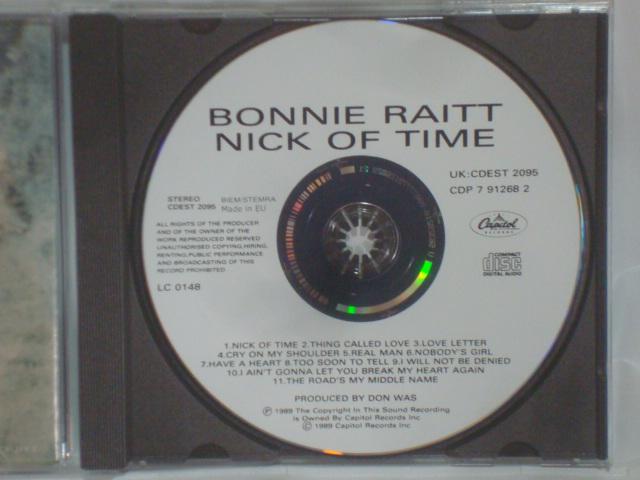 BONNIE RAITT
NICK OF TIME
UK:CDEST 2095
CDP 7 91268 2
STEREO
CDEST 2095
BIEM/STEMRA
Made in EU
ALL RIGHTS OF THE PRODUCER
AND OF THE OWNER OF THE
WORK REPRODUCED RESERVED
UNAUTHORISED COPYING,HIRING,
RENTING,PUBLIC PERFORMANCE
AND BROADCASTING OF THIS
RECORD PROHIBITED
LC 0148
Capitol
RECORDS
COMPACT
disc
DIGITAL AUDIO
1.NICK OF TIME 2.THING CALLED LOVE 3.LOVE LETTER
4.CRY ON MY SHOULDER 5.REAL MAN 6.NOBODY'S GIRL
7.HAVE A HEART 8.TOO SOON TO TELL 9.I WILL NOT BE DENIED
10.I AIN'T GONNA LET YOU BREAK MY HEART AGAIN
11.THE ROAD'S MY MIDDLE NAME
PRODUCED BY DON WAS
Ⓟ 1989 The Copyright In This Sound Recording
is Owned By Capitol Records Inc
© 1989 Capitol Records Inc